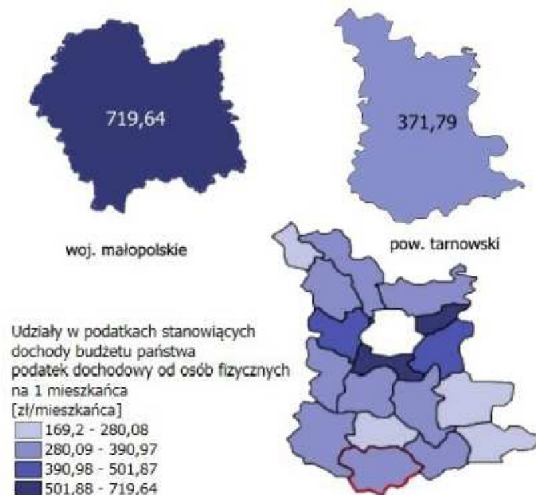 719,64
371,79
woj. małopolskie
pow. tarnowski
Udziały w podatkach stanowiących
dochody budżetu państwa
podatek dochodowy od osób fizycznych
na 1 mieszkańca
[zł/mieszkańca]
169,2 - 280,08
280,09 - 390,97
390,98 - 501,87
501,88 - 719,64